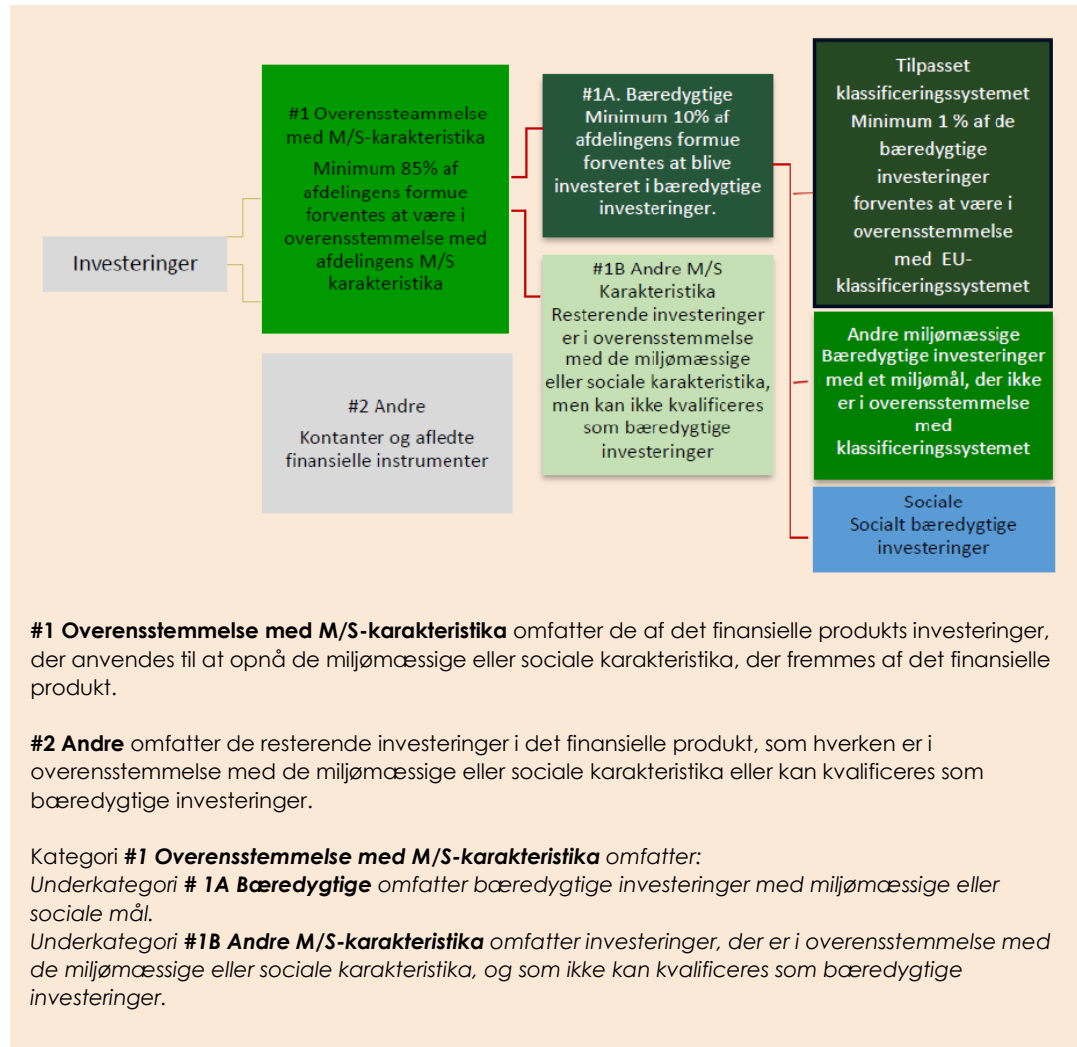 Investeringer
#1 Overenssteammelse
med M/S-karakteristika
Minimum 85% af
afdelingens formue
forventes at være i
overensstemmelse med
afdelingens M/S
karakteristika
#2 Andre
Kontanter og afledte
finansielle instrumenter
#1A. Bæredygtige
Minimum 10% af
afdelingens formue
forventes at blive
investeret i bæredygtige
investeringer.
#1B Andre M/S
Karakteristika
Resterende investeringer
er i overensstemmelse
med de miljømæssige
eller sociale karakteristika,
men kan ikke kvalificeres
som bæredygtige
investeringer
Tilpasset
klassificeringssystemet
Minimum 1 % af de
bæredygtige
investeringer
forventes at være i
overensstemmelse
med EU-
klassificeringssystemet
Andre miljømæssige
Bæredygtige investeringer
med et miljømål, der ikke
er i overensstemmelse
med
klassificeringssystemet
Sociale
Socialt bæredygtige
investeringer
#1 Overensstemmelse med M/S-karakteristika omfatter de af det finansielle produkts investeringer,
der anvendes til at opnå de miljømæssige eller sociale karakteristika, der fremmes af det finansielle
produkt.
#2 Andre omfatter de resterende investeringer i det finansielle produkt, som hverken er i
overensstemmelse med de miljømæssige eller sociale karakteristika eller kan kvalificeres som
bæredygtige investeringer.
Kategori #1 Overensstemmelse med M/S-karakteristika omfatter:
Underkategori # 1A Bæredygtige omfatter bæredygtige investeringer med miljømæssige eller
sociale mål.
Underkategori #1B Andre M/S-karakteristika omfatter investeringer, der er i overensstemmelse med
de miljømæssige eller sociale karakteristika, og som ikke kan kvalificeres som bæredygtige
investeringer.